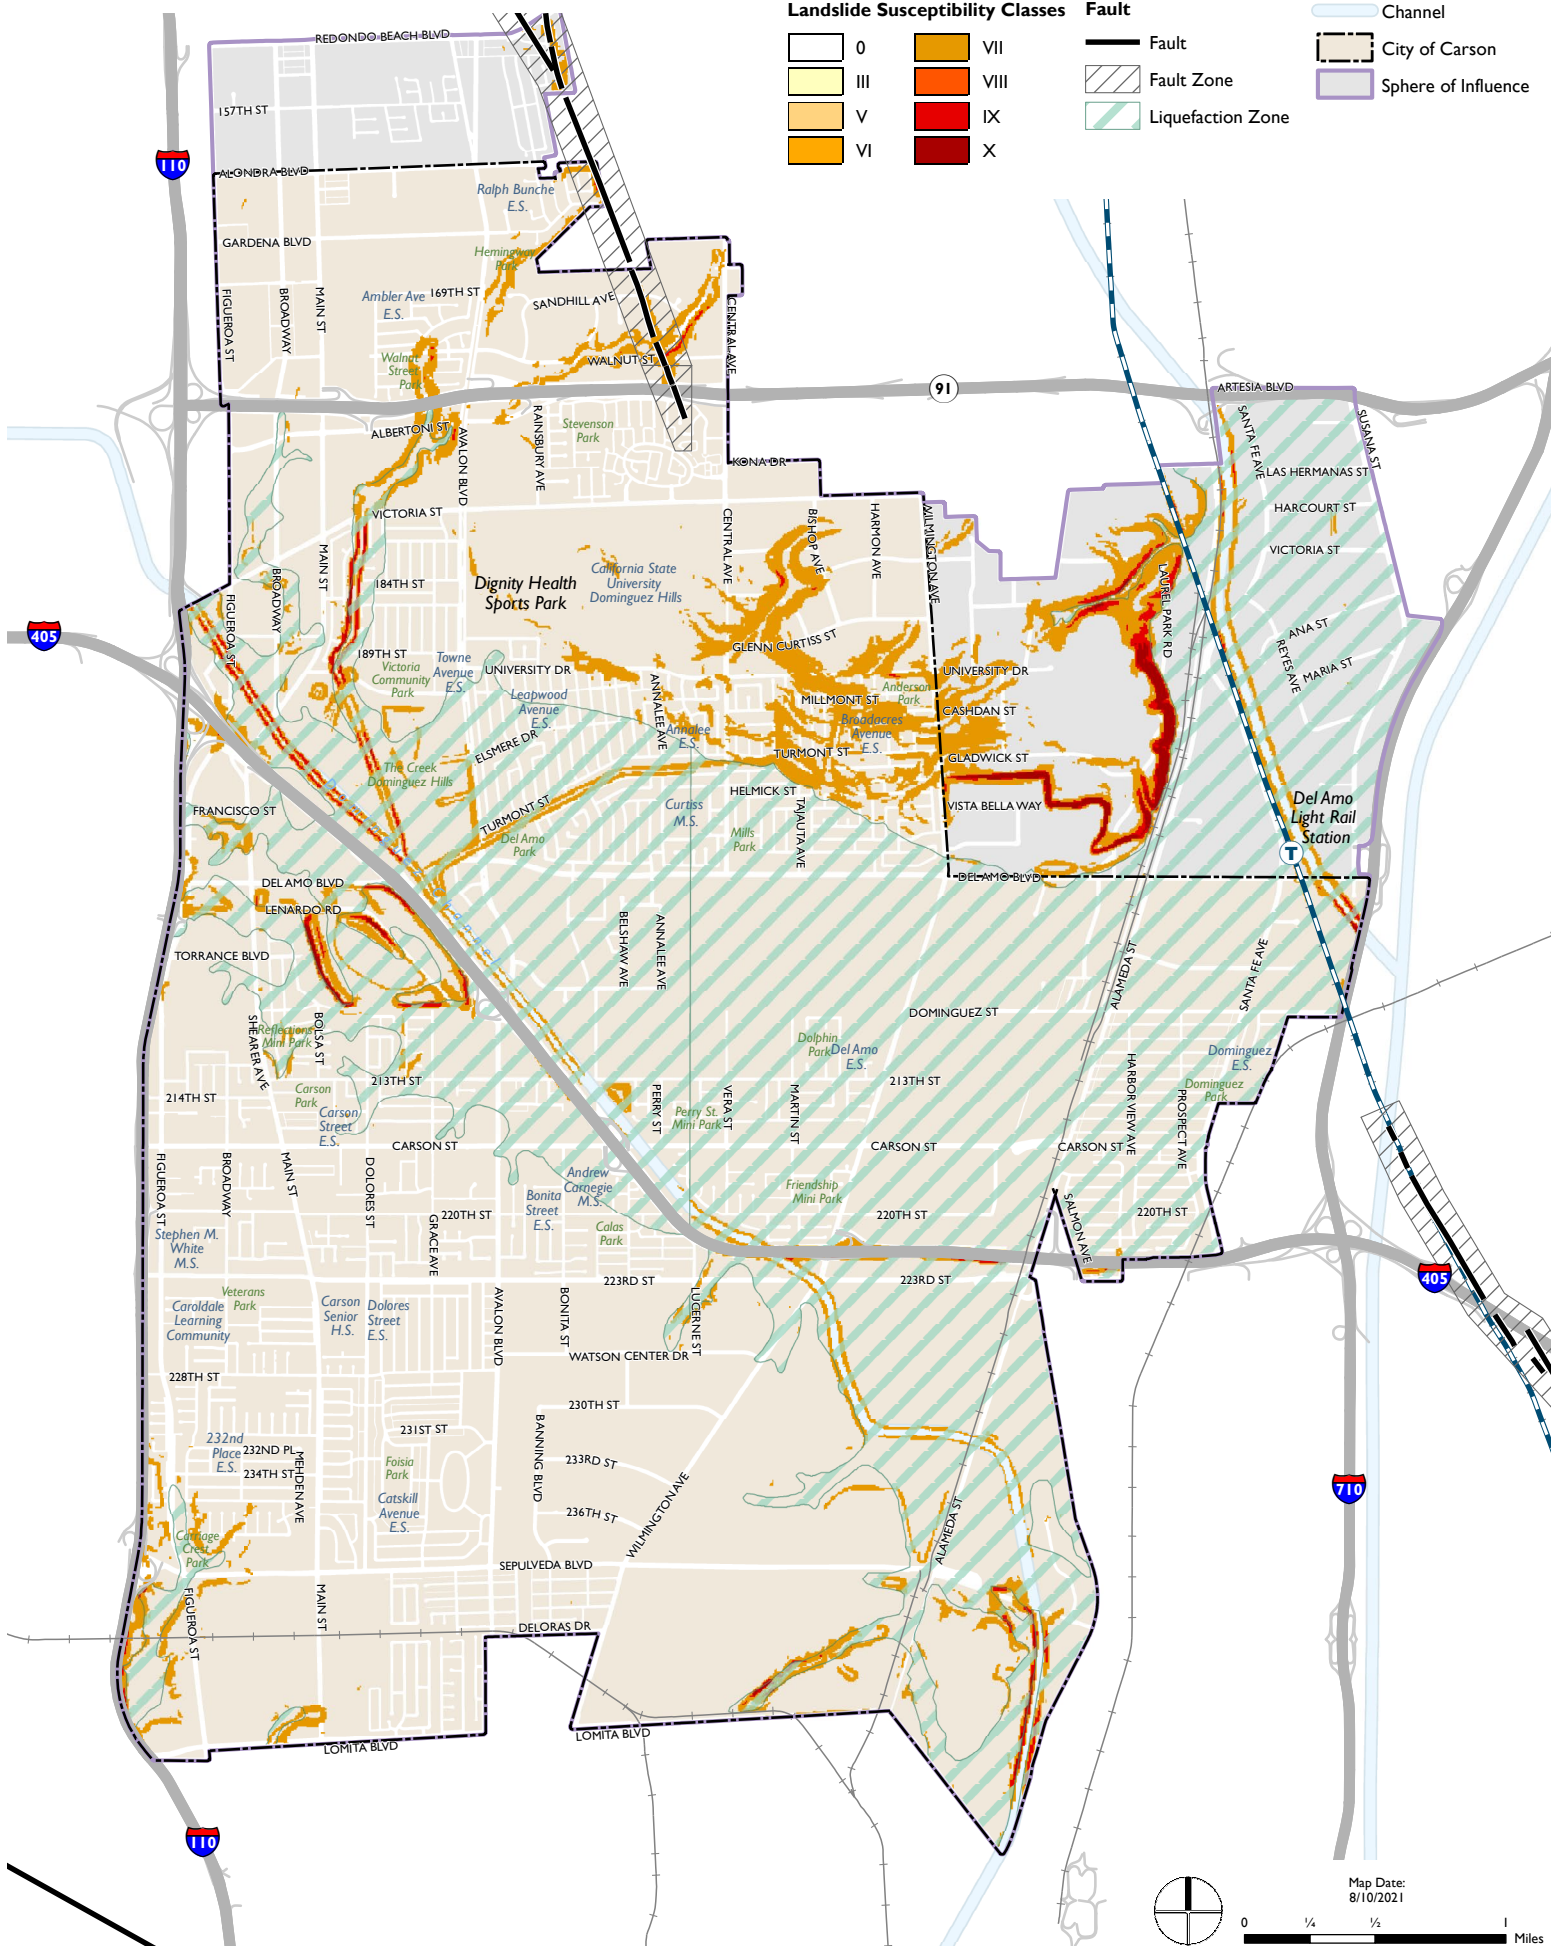 Landslide Susceptibility Classes
0
III
V
VI
VII
VIII
IX
X
Fault
Fault
Fault Zone
Liquefaction Zone
Channel
City of Carson
Sphere of Influence
REDONDO BEACH BLVD
157TH ST
110
ALONDRA BLVD
Ralph Bunche
E.S.
GARDENA BLVD
Hemingway
Park
FIGUEROA ST
BROADWAY
MAIN ST
Ambler Ave
E.S.
169TH ST
SANDHILL AVE
CENTRAL AVE
Walnut
Street
Park
WALNUT ST
91
ARTESIA BLVD
ALBERTONI ST
AVALON BLVD
RAINSBURY AVE
Stevenson
Park
KONA DR
SANTA FE AVE
SUSANA ST
LAS HERMANAS ST
HARCOURT ST
VICTORIA ST
VICTORIA ST
MAIN ST
BROADWAY
FIGUEROA ST
184TH ST
Dignity Health
Sports Park
California State
University
Dominguez Hills
CENTRAL AVE
BISHOP AVE
HARMON AVE
WILMINGTON AVE
LAUREL PARK RD
405
189TH ST
Victoria
Community
Park
Towne
Avenue
E.S.
UNIVERSITY DR
Leapwood
Avenue
E.S.
GLENN CURTISS ST
UNIVERSITY DR
ANA ST
REYES AVE
MARIA ST
ANNALEE AVE
Annalee
E.S.
MILLMONT ST
Anderson
Park
Broadacres
Avenue
E.S.
CASHDAN ST
ELSMERE DR
TURMONT ST
GLADWICK ST
The Creek
Dominguez Hills
HELMICK ST
VISTA BELLA WAY
Del Amo
Light Rail
Station
T
FRANCISCO ST
TURMONT ST
Curtiss
M.S.
Del Amo
Park
Mills
Park
TAJAUTA AVE
DEL AMO BLVD
DEL AMO BLVD
LENARDO RD
TORRANCE BLVD
BELSHAW AVE
ANNALEE AVE
ALAMEDA ST
SANTA FE AVE
DOMINGUEZ ST
SHEARER AVE
Reflections
Mini Park
BOLSA ST
Dolphin
Park
Del Amo
E.S.
Dominguez
E.S.
213TH ST
213TH ST
214TH ST
Carson
Park
Carson
Street
E.S.
PERRY ST
Perry St.
Mini Park
VERA ST
MARTIN ST
HARBOR VIEW AVE
Dominguez
Park
PROSPECT AVE
CARSON ST
CARSON ST
CARSON ST
FIGUEROA ST
BROADWAY
MAIN ST
DOLORES ST
Andrew
Carnegie
M.S.
Bonita
Street
E.S.
Friendship
Mini Park
SALMON AVE
220TH ST
220TH ST
220TH ST
GRACE AVE
Calas
Park
Stephen M.
White
M.S.
223RD ST
223RD ST
405
Veterans
Park
Caroldale
Learning
Community
Carson
Senior
H.S.
Dolores
Street
E.S.
AVALON BLVD
BONITA ST
LUCERNE ST
WATSON CENTER DR
228TH ST
230TH ST
231ST ST
BANNING BLVD
232nd
Place
E.S.
232ND PL
234TH ST
MEHDEN AVE
Foisia
Park
233RD ST
WILMINGTON AVE
Catskill
Avenue
E.S.
236TH ST
ALAMEDA ST
710
Carriage
Crest
Park
SEPULVEDA BLVD
FIGUEROA ST
MAIN ST
DELORAS DR
LOMITA BLVD
LOMITA BLVD
110
Map Date:
8/10/2021
0
¼
½
1
Miles